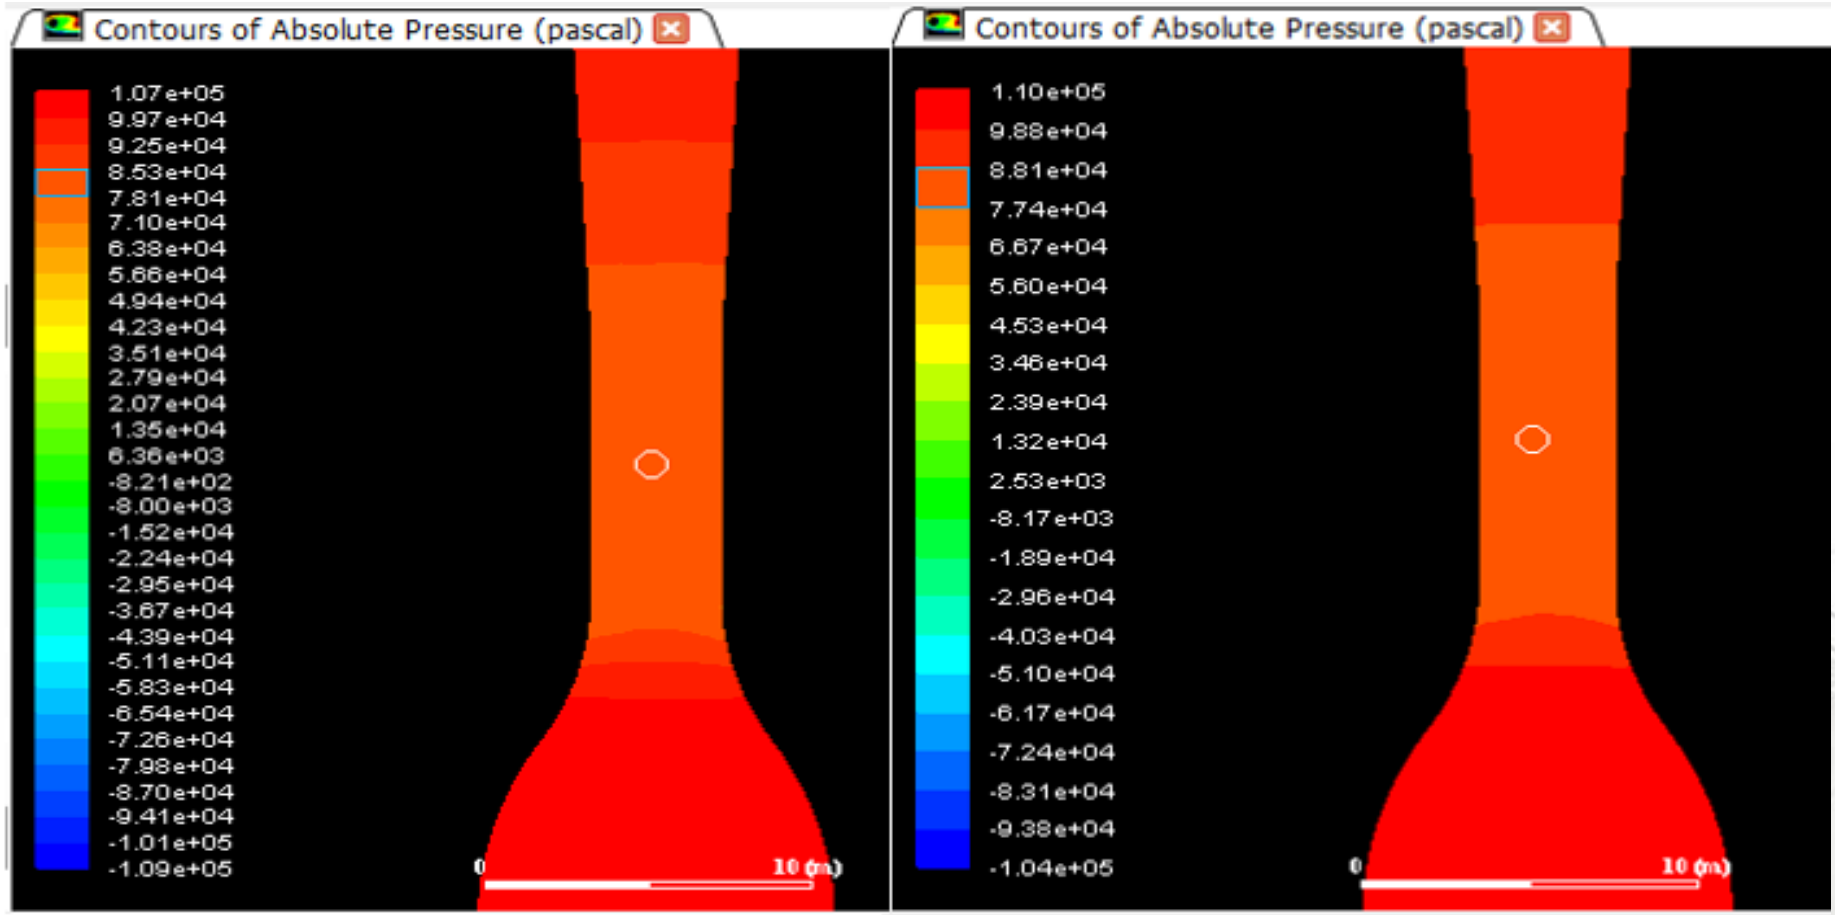 Contours of Absolute Pressure (pascal)
1.07e+05
9.97e+04
9.25e+04
8.53e+04
7.81e+04
7.10e+04
6.38e+04
5.66e+04
4.94e+04
4.23e+04
3.51e+04
2.79e+04
2.07e+04
1.35e+04
6.36e+03
-8.21e+02
-8.00e+03
-1.52e+04
-2.24e+04
-2.95e+04
-3.67e+04
-4.39e+04
-5.11e+04
-5.83e+04
-6.54e+04
-7.26e+04
-7.98e+04
-8.70e+04
-9.41e+04
-1.01e+05
-1.09e+05
0 10 (m)
Contours of Absolute Pressure (pascal)
1.10e+05
9.88e+04
8.81e+04
7.74e+04
6.67e+04
5.60e+04
4.53e+04
3.46e+04
2.39e+04
1.32e+04
2.53e+03
-8.17e+03
-1.89e+04
-2.96e+04
-4.03e+04
-5.10e+04
-6.17e+04
-7.24e+04
-8.31e+04
-9.38e+04
-1.04e+05
0 10 (m)